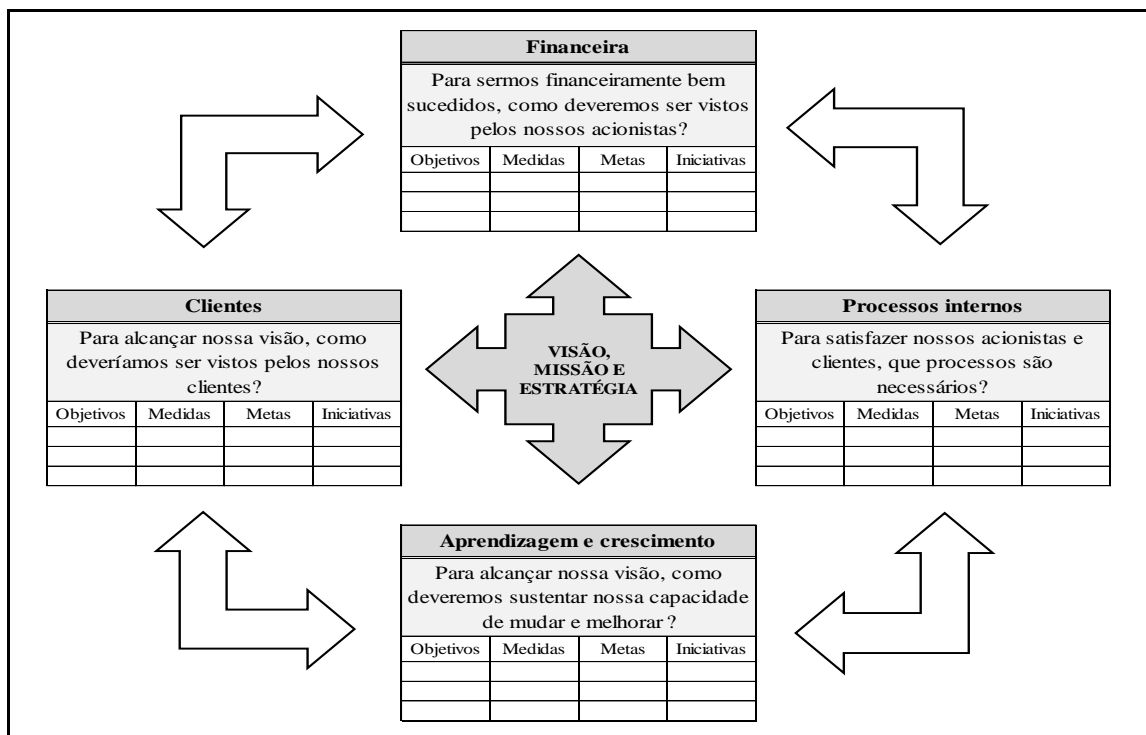 Financeira
Para sermos financeiramente bem
sucedidos, como deveremos ser vistos
pelos nossos acionistas?
Objetivos Medidas Metas Iniciativas
Clientes
Para alcançar nossa visão, como
deveríamos ser vistos pelos nossos
clientes?
Objetivos Medidas Metas Iniciativas
VISÃO,
MISSÃO E
ESTRATÉGIA
Processos internos
Para satisfazer nossos acionistas e
clientes, que processos são
necessários?
Objetivos Medidas Metas Iniciativas
Aprendizagem e crescimento
Para alcançar nossa visão, como
deveremos sustentar nossa capacidade
de mudar e melhorar ?
Objetivos Medidas Metas Iniciativas